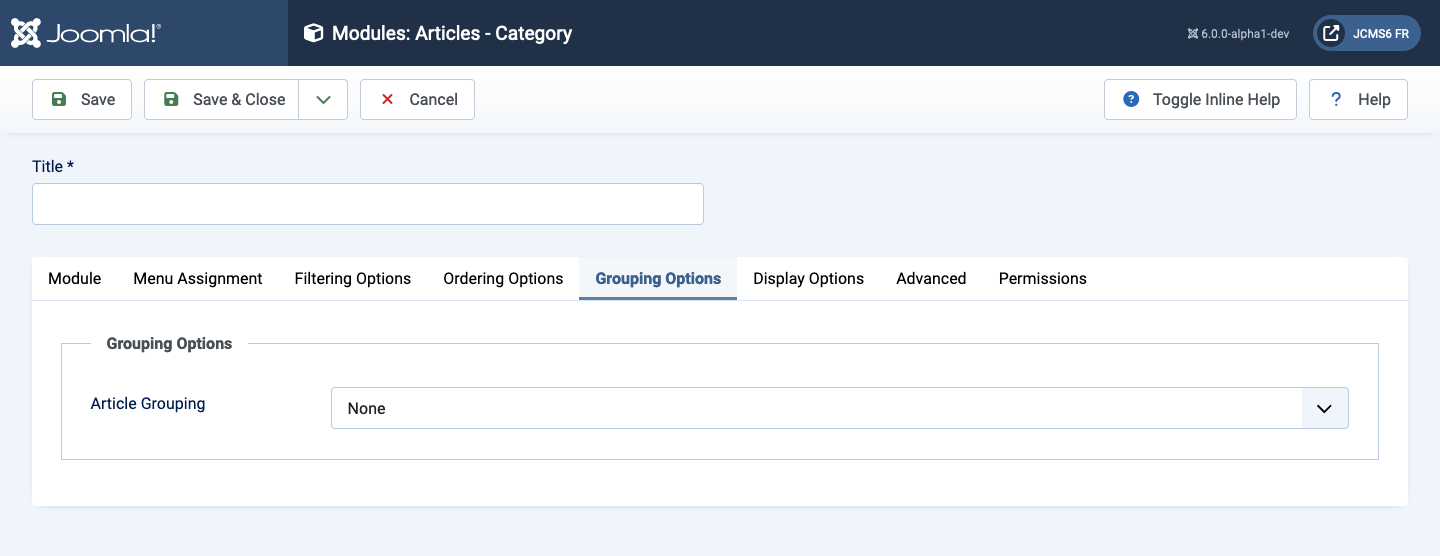 Joomla!® Modules: Articles - Category 6.0.0-alpha1-dev JCMS6 FR
Save Save & Close Cancel Toggle Inline Help Help
Title *
Module Menu Assignment Filtering Options Ordering Options Grouping Options Display Options Advanced Permissions
Grouping Options
Article Grouping None